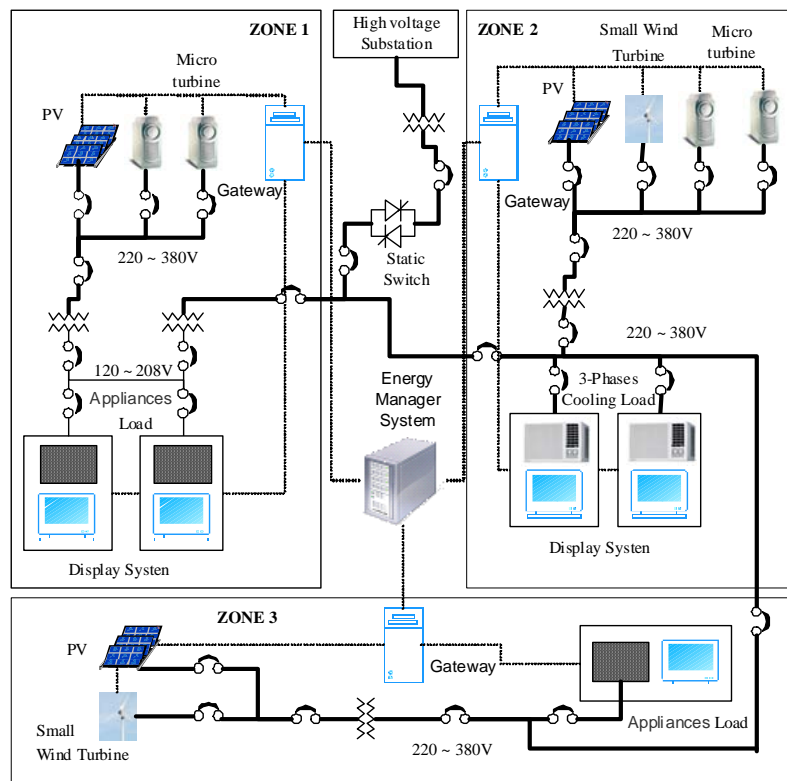 ZONE 1
Micro
turbine
PV
Gateway
220 ~ 380V
120 ~ 208V
Appliances
Load
Display Systen
High voltage
Substation
Static
Switch
Energy
Manager
System
ZONE 2
Small Wind
Turbine
Micro
turbine
PV
Gateway
220 ~ 380V
220 ~ 380V
3-Phases
Cooling Load
Display Systen
ZONE 3
PV
Gateway
Small
Wind Turbine
220 ~ 380V
Appliances Load